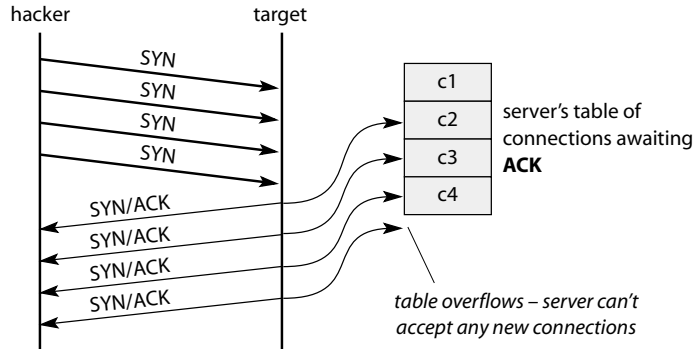 hacker
target
SYN
SYN
SYN
SYN
SYN/ACK
SYN/ACK
SYN/ACK
SYN/ACK
c1
c2
c3
c4
server’s table of
connections awaiting
ACK
table overflows – server can’t
accept any new connections